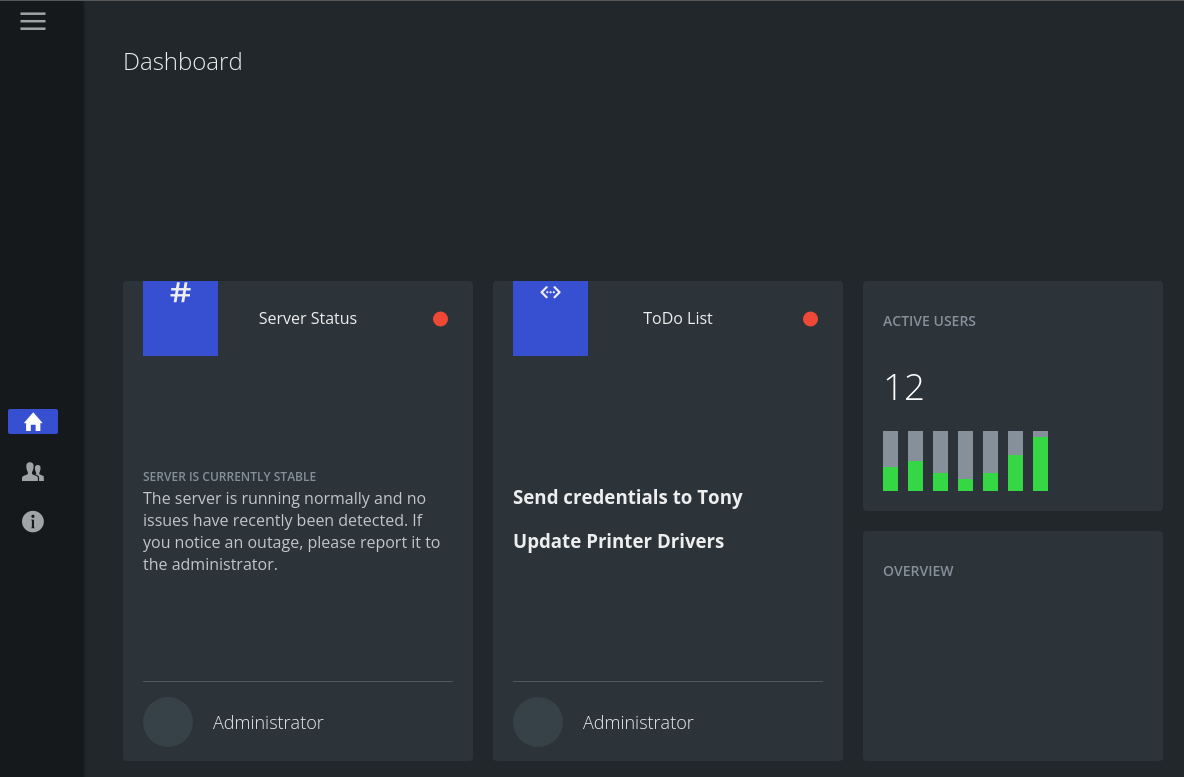 Dashboard
#
Server Status
SERVER IS CURRENTLY STABLE
The server is running normally and no
issues have recently been detected. If
you notice an outage, please report it to
the administrator.
Administrator
ToDo List
Send credentials to Tony
Update Printer Drivers
Administrator
ACTIVE USERS
12
OVERVIEW